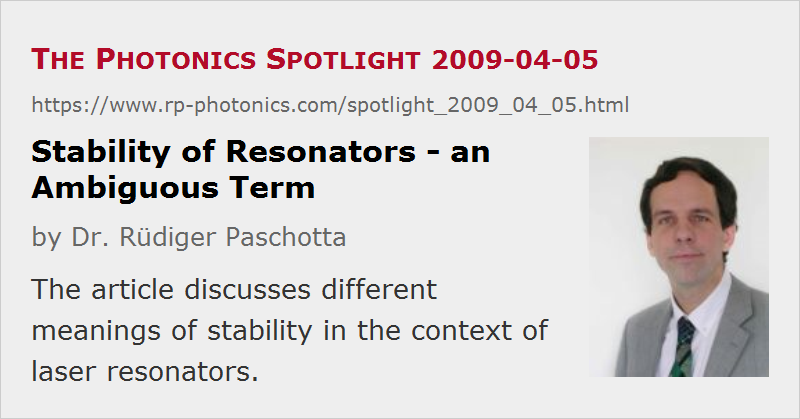 The Photonics Spotlight 2009-04-05
https://www.rp-photonics.com/spotlight_2009_04_05.html
Stability of Resonators - an
Ambiguous Term
by Dr. Rüdiger Paschotta
The article discusses different
meanings of stability in the context of
laser resonators.